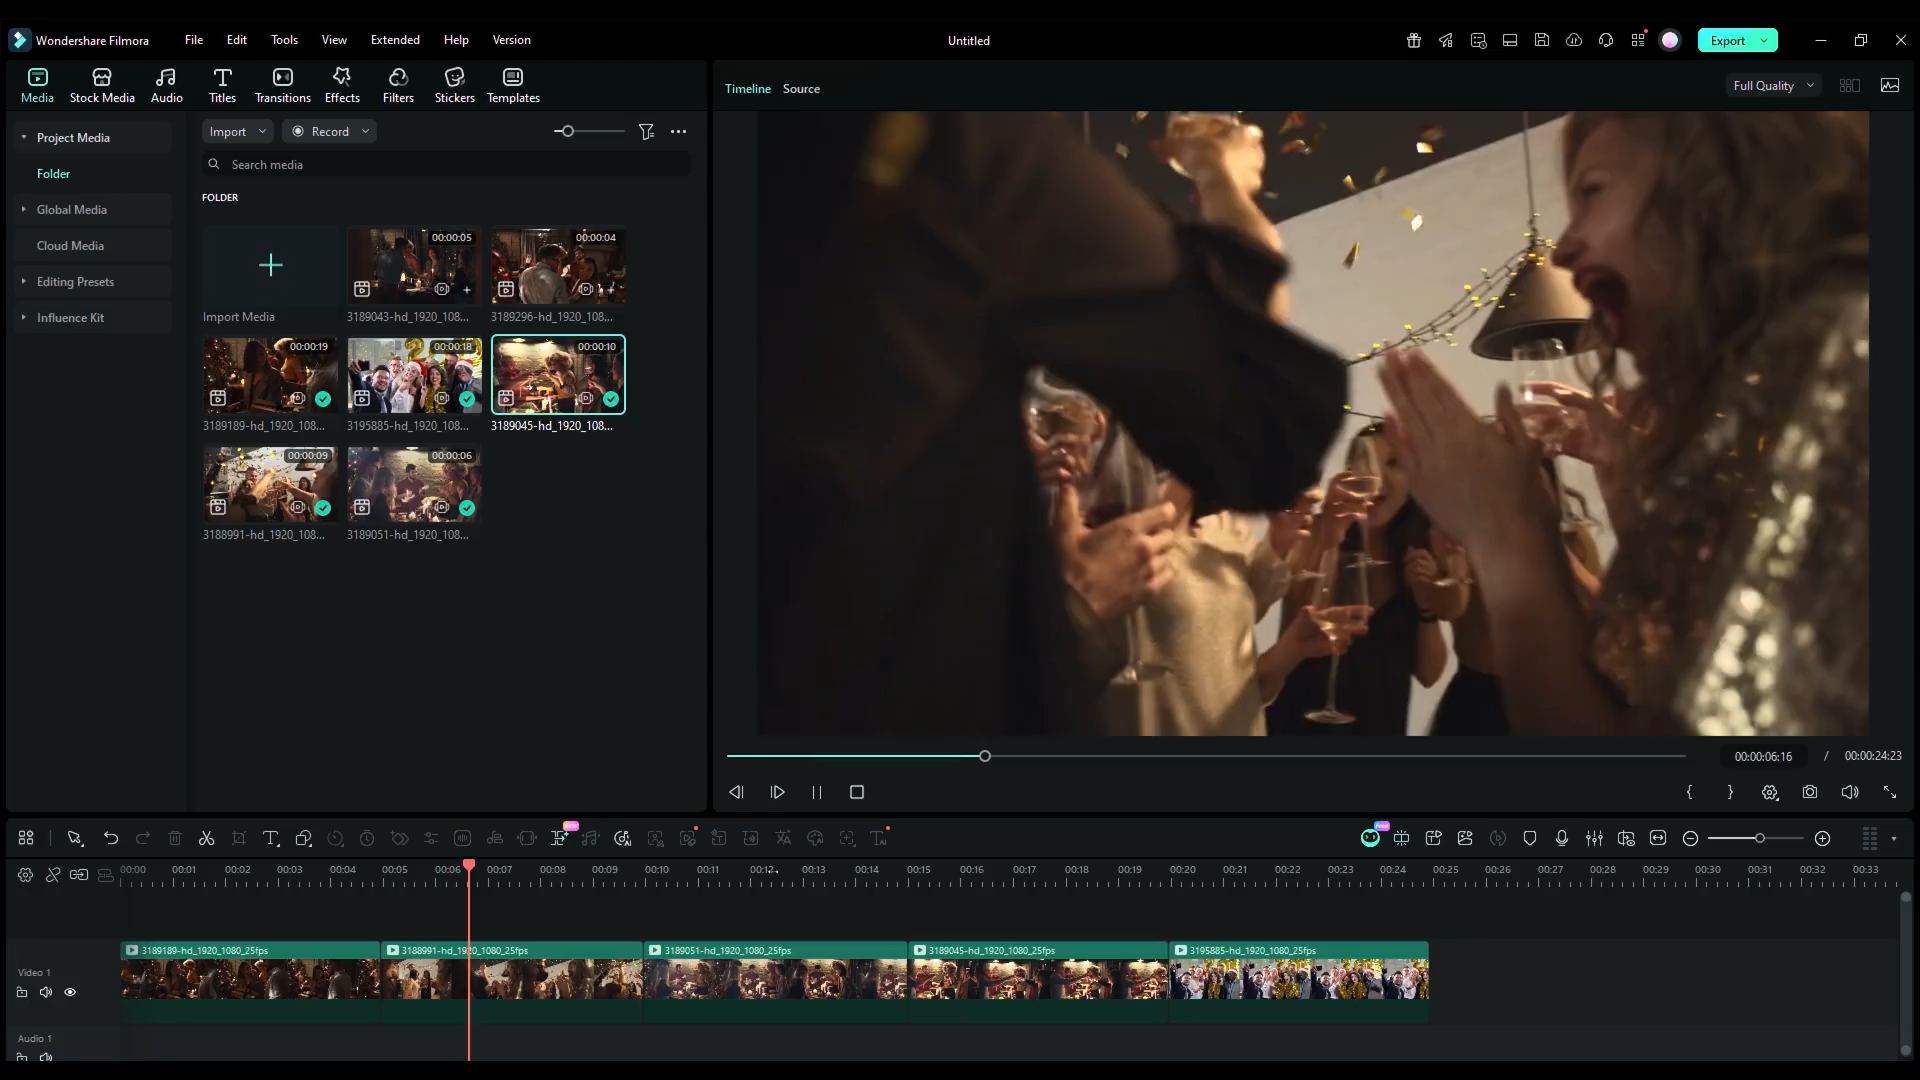 Wondershare Filmora File Edit Tools View Extended Help Version Untitled Export
Media Stock Media Audio Titles Transitions Effects Filters Stickers Templates
Timeline Source Full Quality
Project Media
Folder
Global Media
Cloud Media
Editing Presets
Influence Kit
Import Record
Search media
FOLDER
00:00:05 00:00:04
Import Media 3189043-hd_1920_108... 3189296-hd_1920_108...
00:00:19 00:00:18 00:00:10
3189189-hd_1920_108... 3195885-hd_1920_108... 3189045-hd_1920_108...
00:00:09 00:00:06
3188991-hd_1920_108... 3189051-hd_1920_108...
00:00:06:16 / 00:00:24:23
00:00 00:01 00:02 00:03 00:04 00:05 00:06 00:07 00:08 00:09 00:10 00:11 00:12 00:13 00:14 00:15 00:16 00:17 00:18 00:19 00:20 00:21 00:22 00:23 00:24 00:25 00:26 00:27 00:28 00:29 00:30 00:31 00:32 00:33
3189189-hd_1920_1080_25fps 3188991-hd_1920_1080_25fps 3189051-hd_1920_1080_25fps 3189045-hd_1920_1080_25fps 3195885-hd_1920_1080_25fps
Video 1
Audio 1